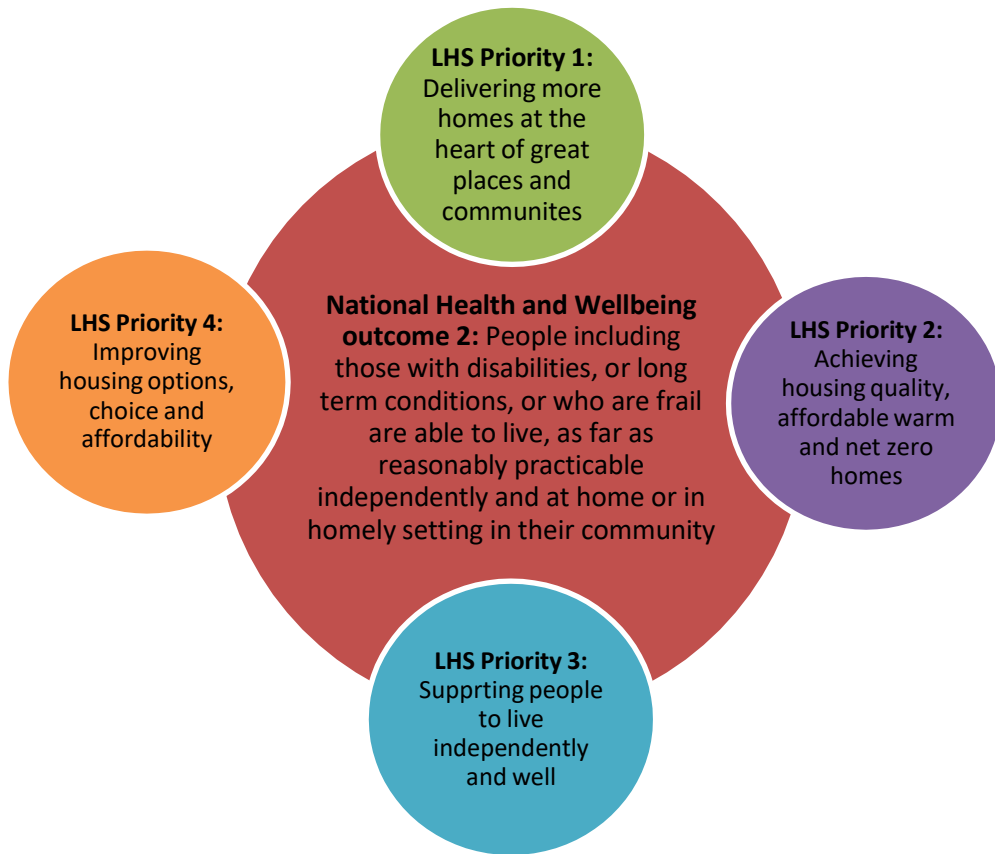 LHS Priority 1:
Delivering more
homes at the
heart of great
places and
communites
LHS Priority 4:
Improving
housing options,
choice and
affordability
National Health and Wellbeing
outcome 2: People including
those with disabilities, or long
term conditions, or who are frail
are able to live, as far as
reasonably practicable
independently and at home or in
homely setting in their community
LHS Priority 2:
Achieving
housing quality,
affordable warm
and net zero
homes
LHS Priority 3:
Supprting people
to live
independently
and well